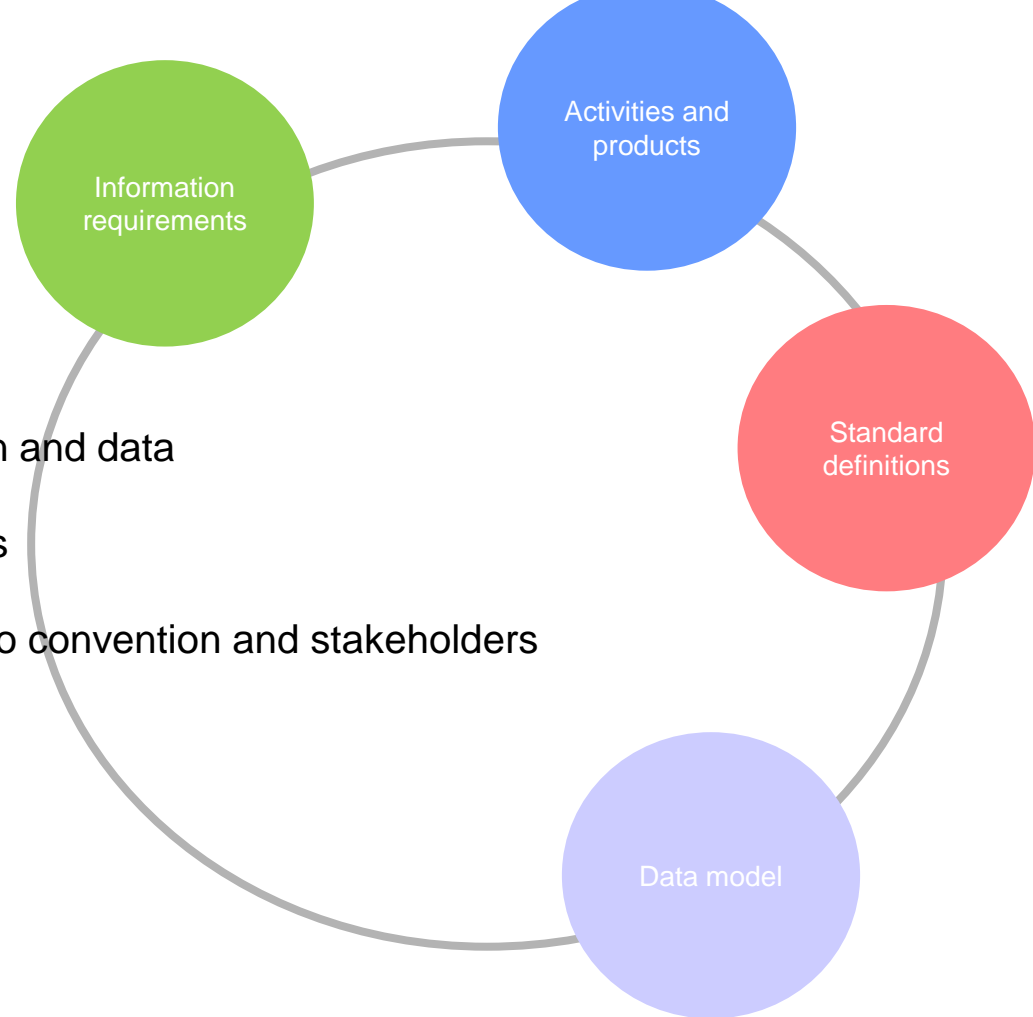 Activities and
products
Information
requirements
Standard
definitions
and data
convention and stakeholders
Data model